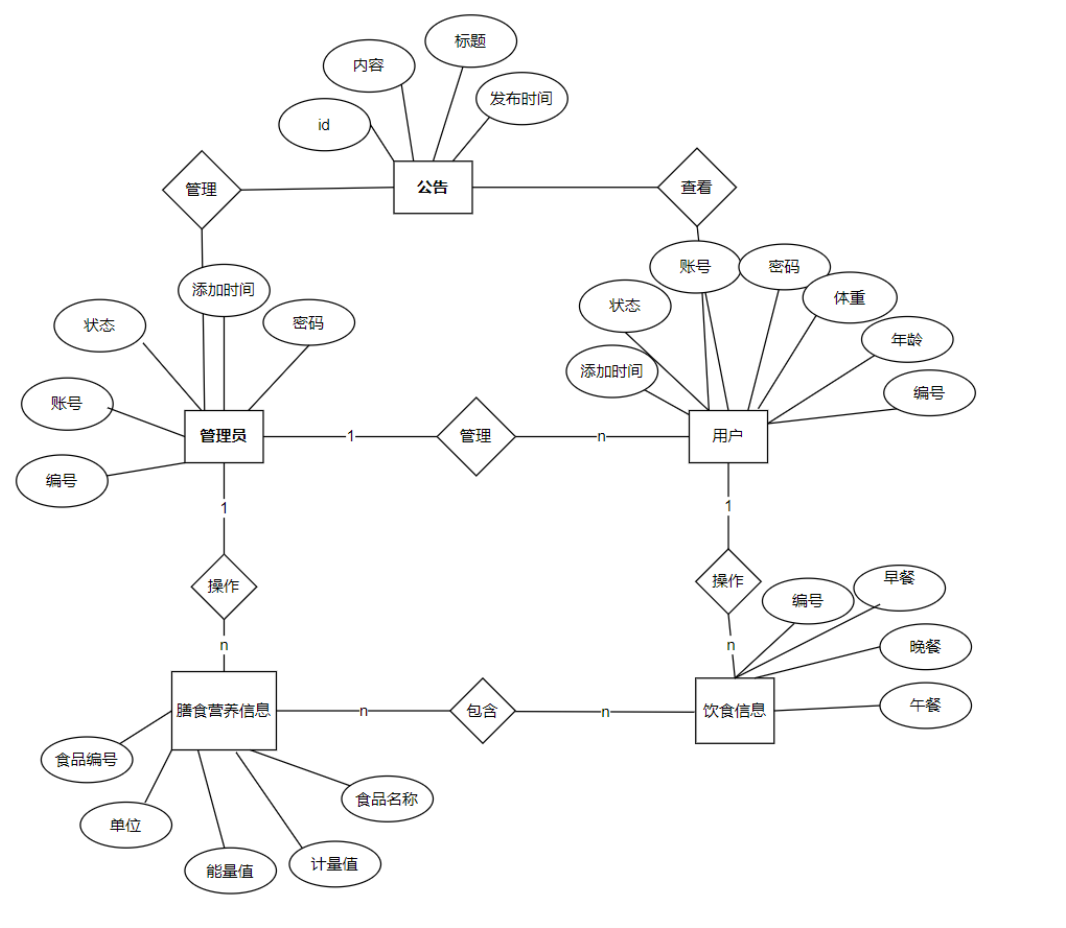 标题
内容
发布时间
id
公告
管理
查看
账号
密码
添加时间
体重
状态
状态
密码
年龄
添加时间
编号
账号
管理员
1
管理
n
用户
编号
1
1
操作
操作
编号
早餐
n
n
晚餐
膳食营养信息
n
包含
n
饮食信息
午餐
食品编号
食品名称
单位
能量值
计量值